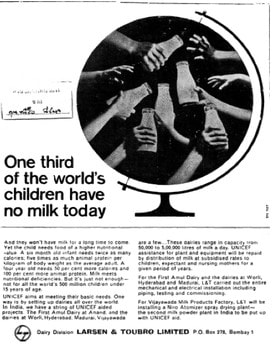 One third
of the world's
children have
no milk today
And they won't have for a long time to come.
Yet the child needs food of a higher nutritional
value. A six month old infant needs twice as many
calories, five times as much animal protein per
kilogram of body weight as the average adult. A
four year old needs 50 per cent more calories and
100 per cent more animal protein. Milk meets
nutritional deficiencies. But it's just not enough—
not for all the world's 500 million children under
15 years of age.
UNICEF aims at meeting their basic needs. One
way is by setting up dairies all over the world.
In India, we have a chain of UNICEF aided
projects. The First Amul Dairy at Anand, and the
dairies at Worli, Hyderabad, Madurai, Vijayawada
are a few...These dairies range in capacity from
50,000 to 5,00,000 litres of milk a day. UNICEF
assistance for plant and equipment will be repaid
by distribution of milk at subsidised rates to
children, expectant and nursing mothers for a
given period of years.
For the First Amul Dairy and the dairies at Worli,
Hyderabad and Madurai, L&T carried out the entire
mechanical and electrical installation including
piping, testing and commissioning.
For Vijayawada Milk Products Factory, L&T will be
installing a Niro Atomizer spray drying plant—
the second milk powder plant in India to be put up
with UNICEF aid.
Dairy Division LARSEN & TOUBRO LIMITED P.O. Box 278, Bombay 1